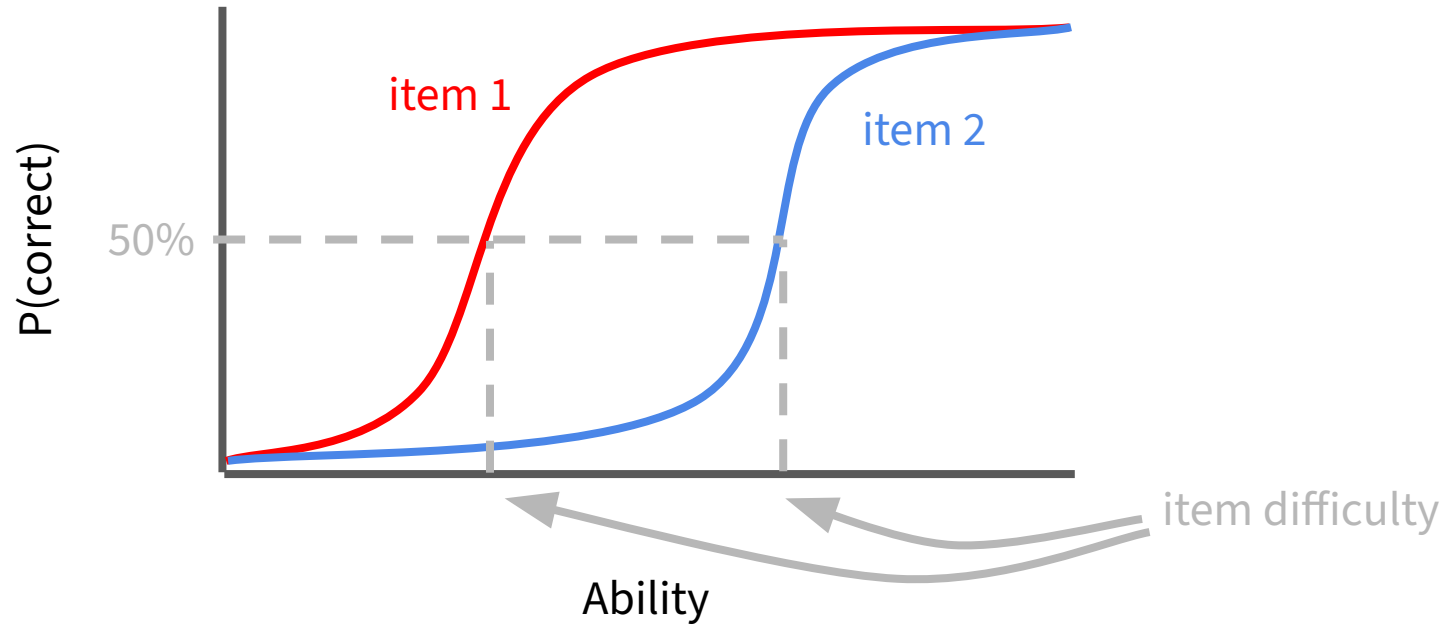 item 1
item 2
P(correct)
50%
item difficulty
Ability